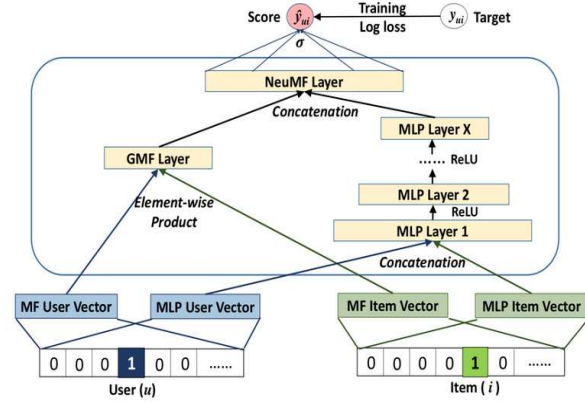 Score ŷui Training yui Target
Log loss
σ
NeuMF Layer
Concatenation
MLP Layer X
...... ReLU
GMF Layer
Element-wise
Product
MLP Layer 2
ReLU
MLP Layer 1
Concatenation
MF User Vector MLP User Vector MF Item Vector MLP Item Vector
0 0 0 1 0 0 ...... 0 0 0 0 0 1 0 ......
User (u) Item (i)